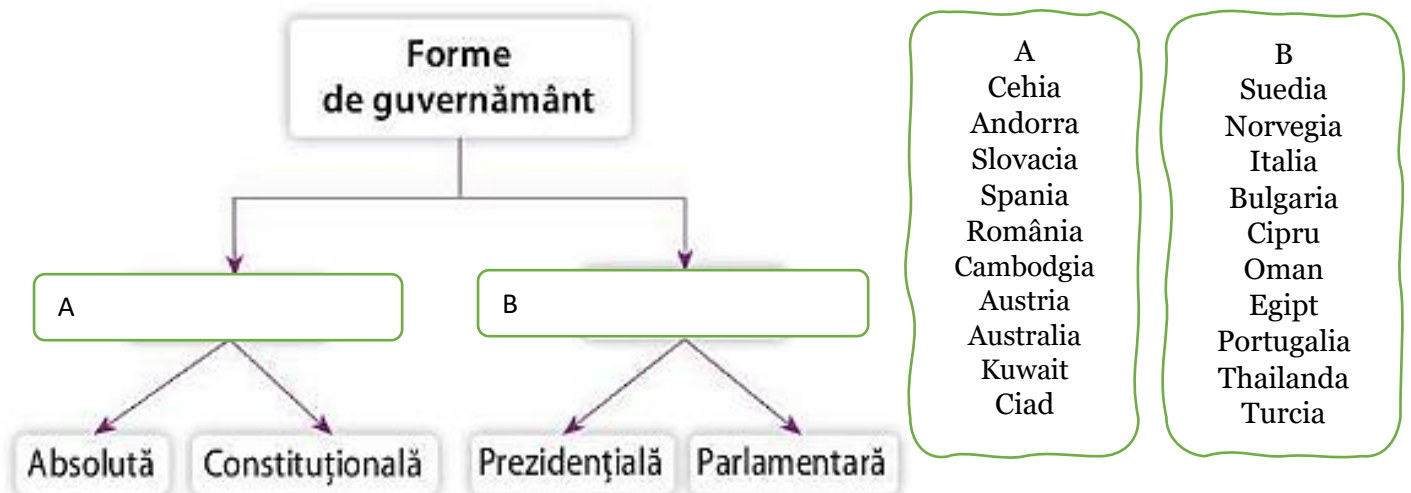 Forme
de guvernământ
A
B
Absolută
Constituțională
Prezidențială
Parlamentară
A
Cehia
Andorra
Slovacia
Spania
România
Cambodgia
Austria
Australia
Kuwait
Ciad
B
Suedia
Norvegia
Italia
Bulgaria
Cipru
Oman
Egipt
Portugalia
Thailanda
Turcia